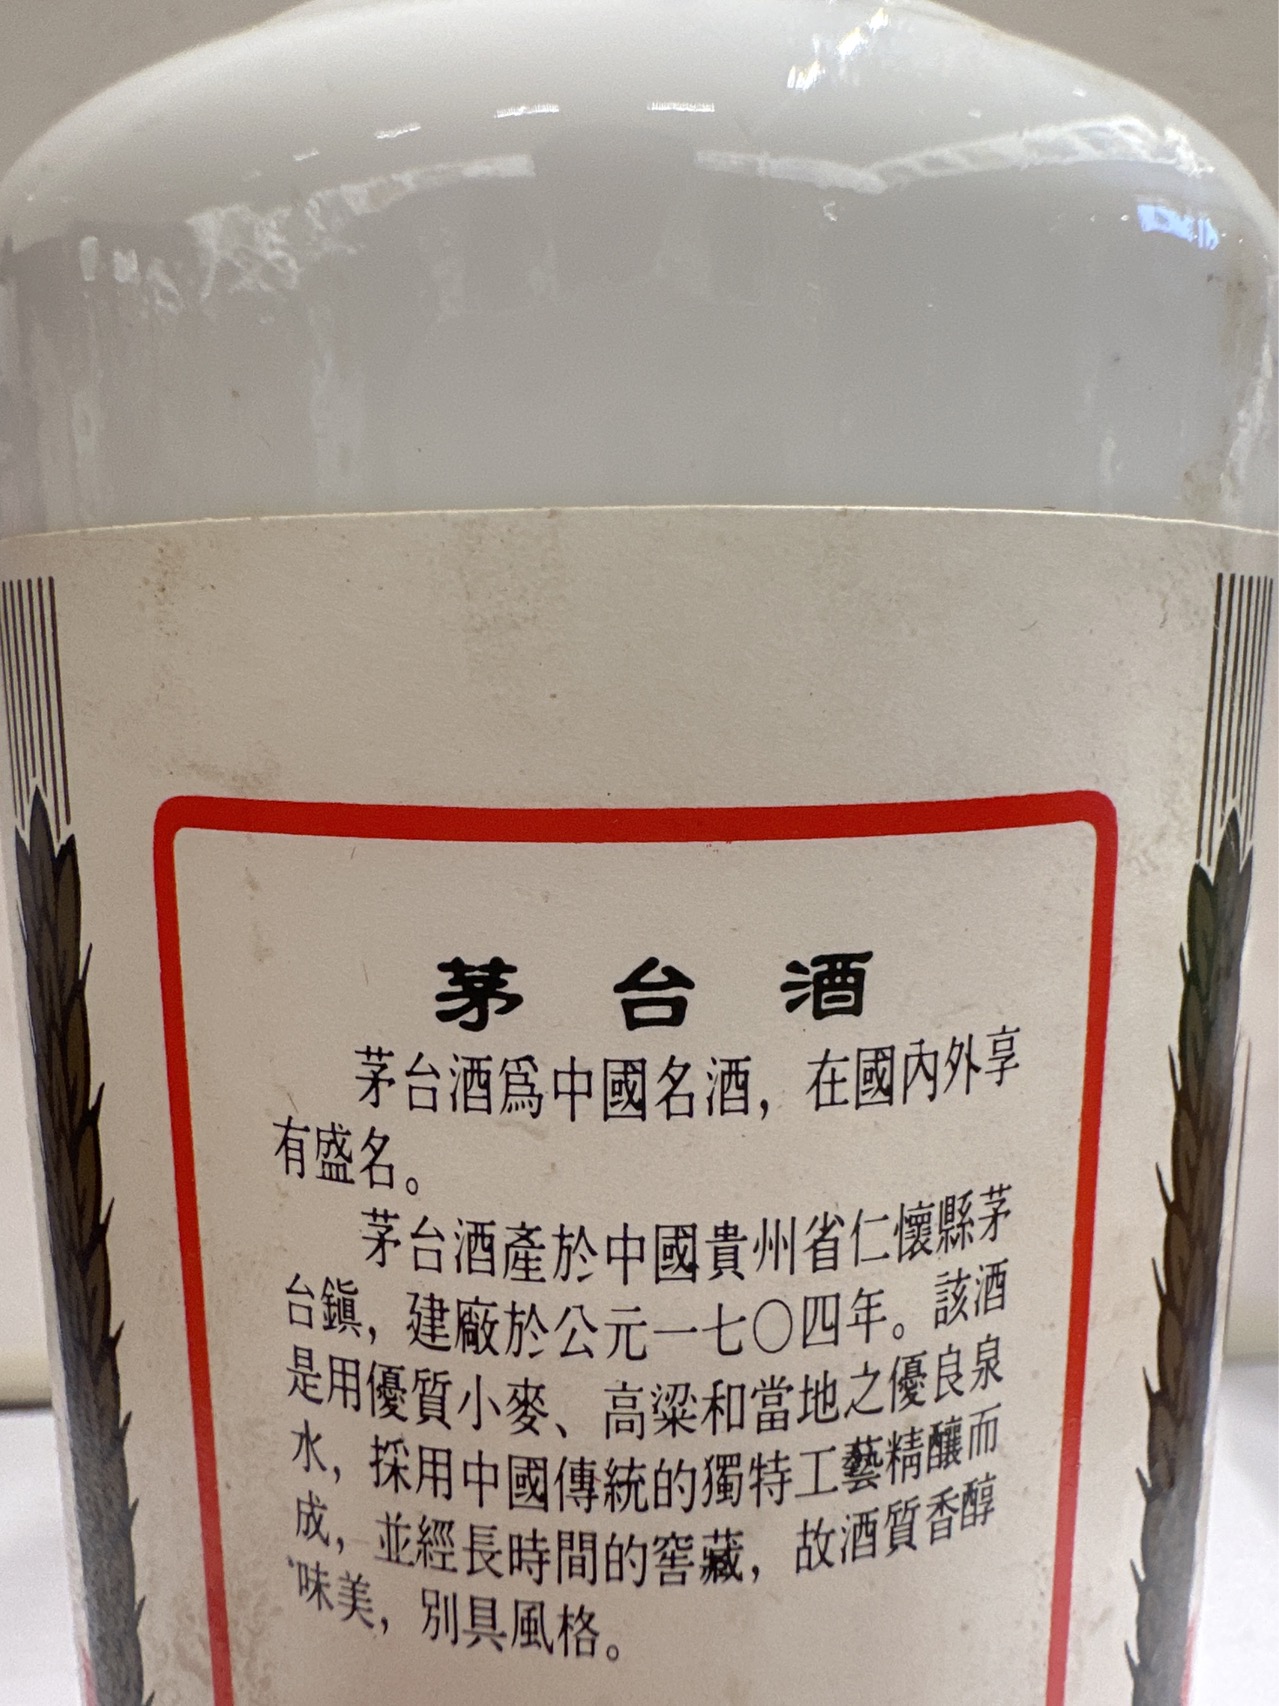 茅台酒
茅台酒爲中國名酒，在國內外享
有盛名。
茅台酒產於中國貴州省仁懷縣茅
台鎮，建廠於公元一七〇四年。該酒
是用優質小麥、高粱和當地之優良泉
水，採用中國傳統的獨特工藝精釀而
成，並經長時間的窖藏，故酒質香醇
味美，別具風格。